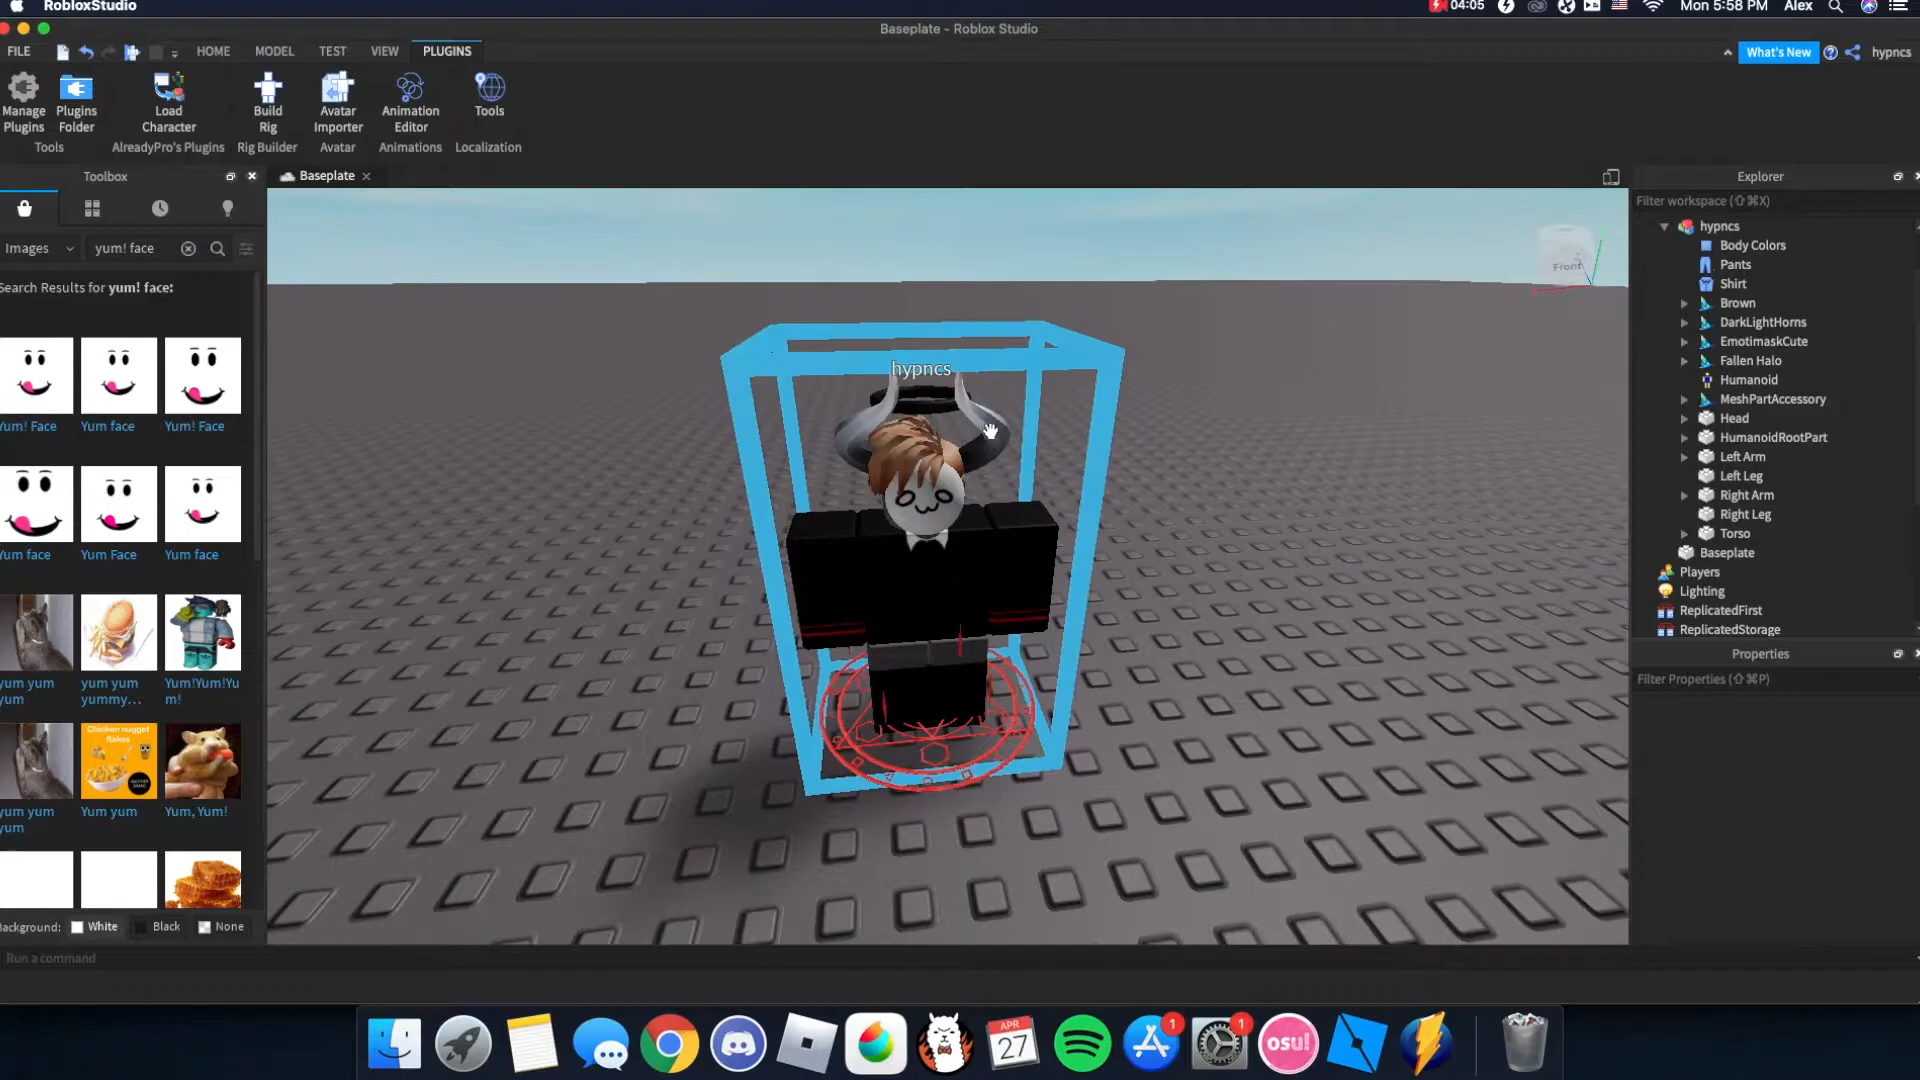 RobloxStudio
04:05
Mon 5:58 PM
Alex
Baseplate - Roblox Studio
FILE
HOME
MODEL
TEST
VIEW
PLUGINS
What's New
hypncs
Manage
Plugins
Plugins
Folder
Load
Character
Build
Rig
Avatar
Importer
Animation
Editor
Tools
Tools
AlreadyPro's Plugins
Rig Builder
Avatar
Animations
Localization
Toolbox
Images
yum! face
Search Results for yum! face:
Yum! Face
Yum face
Yum! Face
Yum face
Yum Face
Yum face
yum yum
yum
yum yum
yummy...
Yum!Yum!Yu
m!
Chicken nugget
flakes
yum yum
yum
Yum yum
Yum, Yum!
Background:
White
Black
None
Run a command
Baseplate
hypncs
Front
Explorer
Filter workspace (⇧⌘X)
hypncs
Body Colors
Pants
Shirt
Brown
DarkLightHorns
EmotimaskCute
Fallen Halo
Humanoid
MeshPartAccessory
Head
HumanoidRootPart
Left Arm
Left Leg
Right Arm
Right Leg
Torso
Baseplate
Players
Lighting
ReplicatedFirst
ReplicatedStorage
Properties
Filter Properties (⇧⌘P)
APR
27
1
1
osu!